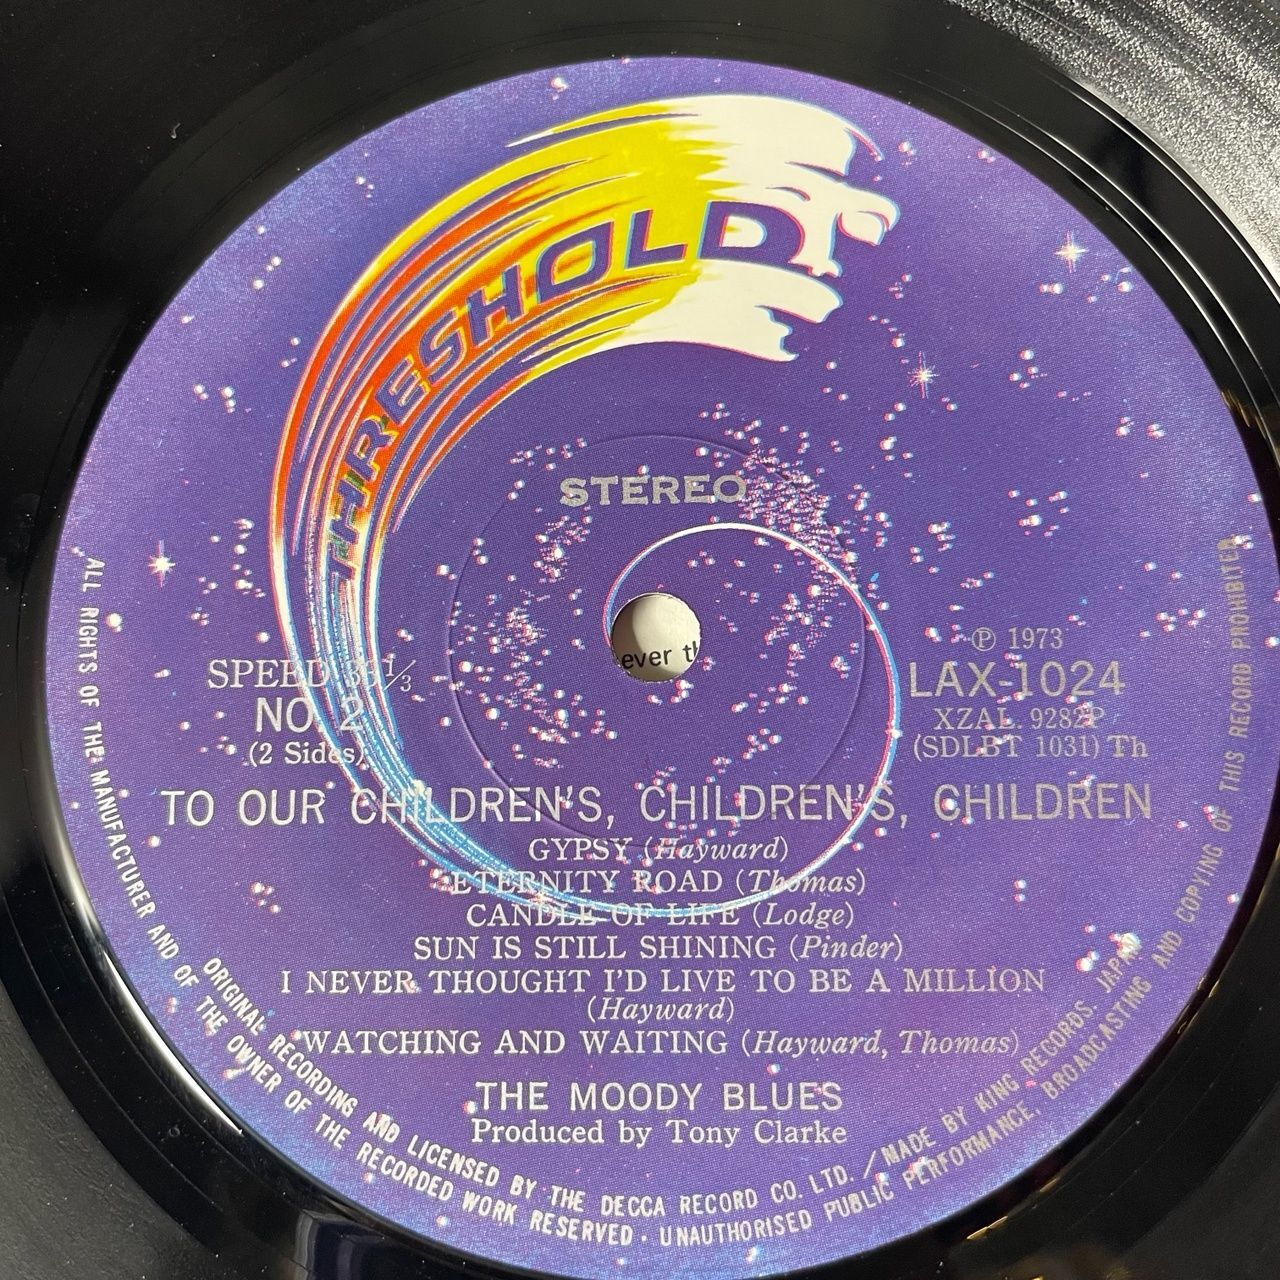 THRESHOLD
STEREO
ever th
SPEED 33 1/3
NO. 2
(2 Sides)
Ⓟ 1973
LAX-1024
XZAL. 9282P
(SDLBT 1031) Th
TO OUR CHILDREN'S, CHILDREN'S, CHILDREN
GYPSY (Hayward)
ETERNITY ROAD (Thomas)
CANDLE OF LIFE (Lodge)
SUN IS STILL SHINING (Pinder)
I NEVER THOUGHT I'D LIVE TO BE A MILLION
(Hayward)
WATCHING AND WAITING (Hayward, Thomas)
THE MOODY BLUES
Produced by Tony Clarke
ORIGINAL RECORDING AND LICENSED BY THE DECCA RECORD CO. LTD. / MADE BY KING RECORDS. JAPAN
ALL RIGHTS OF THE MANUFACTURER AND OF THE OWNER OF THE RECORDED WORK RESERVED · UNAUTHORISED PUBLIC PERFORMANCE. BROADCASTING AND COPYING OF THIS RECORD PROHIBITED